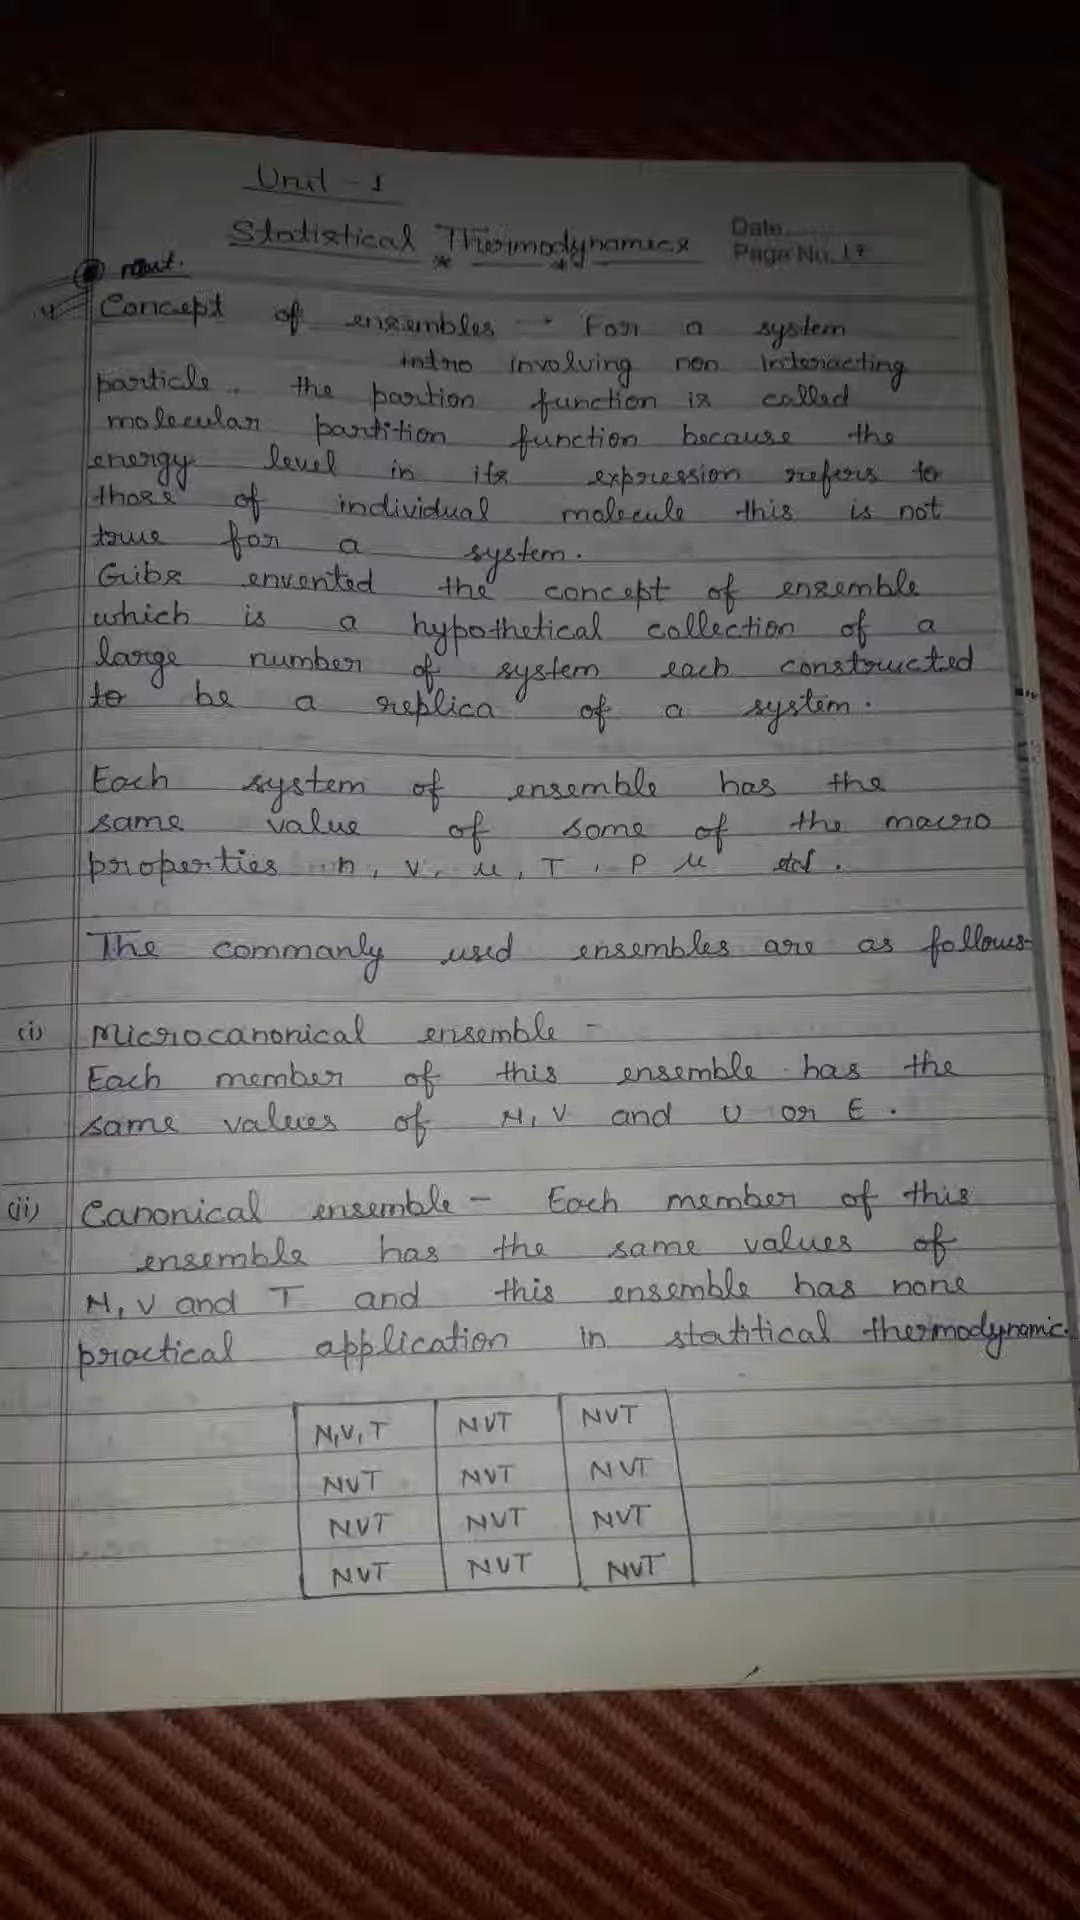 Unit - 1
Statistical Thermodynamics
Date
Page No. 17
Concept of ensembles - For a system
intro involving non interacting
particle. the partion function is called
molecular partition function because the
energy level in its expression refers to
those of individual molecule this is not
true for a system.
Gibs envented the concept of ensemble
which is a hypothetical collection of a
large number of system each constructed
to be a replica of a system.
Each system of ensemble has the
same value of some of the macro
properties n, V, u, T, P μ etc.
The commanly used ensembles are as follows-
(i) Microcanonical ensemble -
Each member of this ensemble has the
same values of N, V and U or E.
(ii) Canonical ensemble - Each member of this
ensemble has the same values of
N, V and T and this ensemble has none
practical application in statitical thermodynamic.
N,V,T NVT NVT
NVT NVT NVT
NVT NVT NVT
NVT NVT NVT